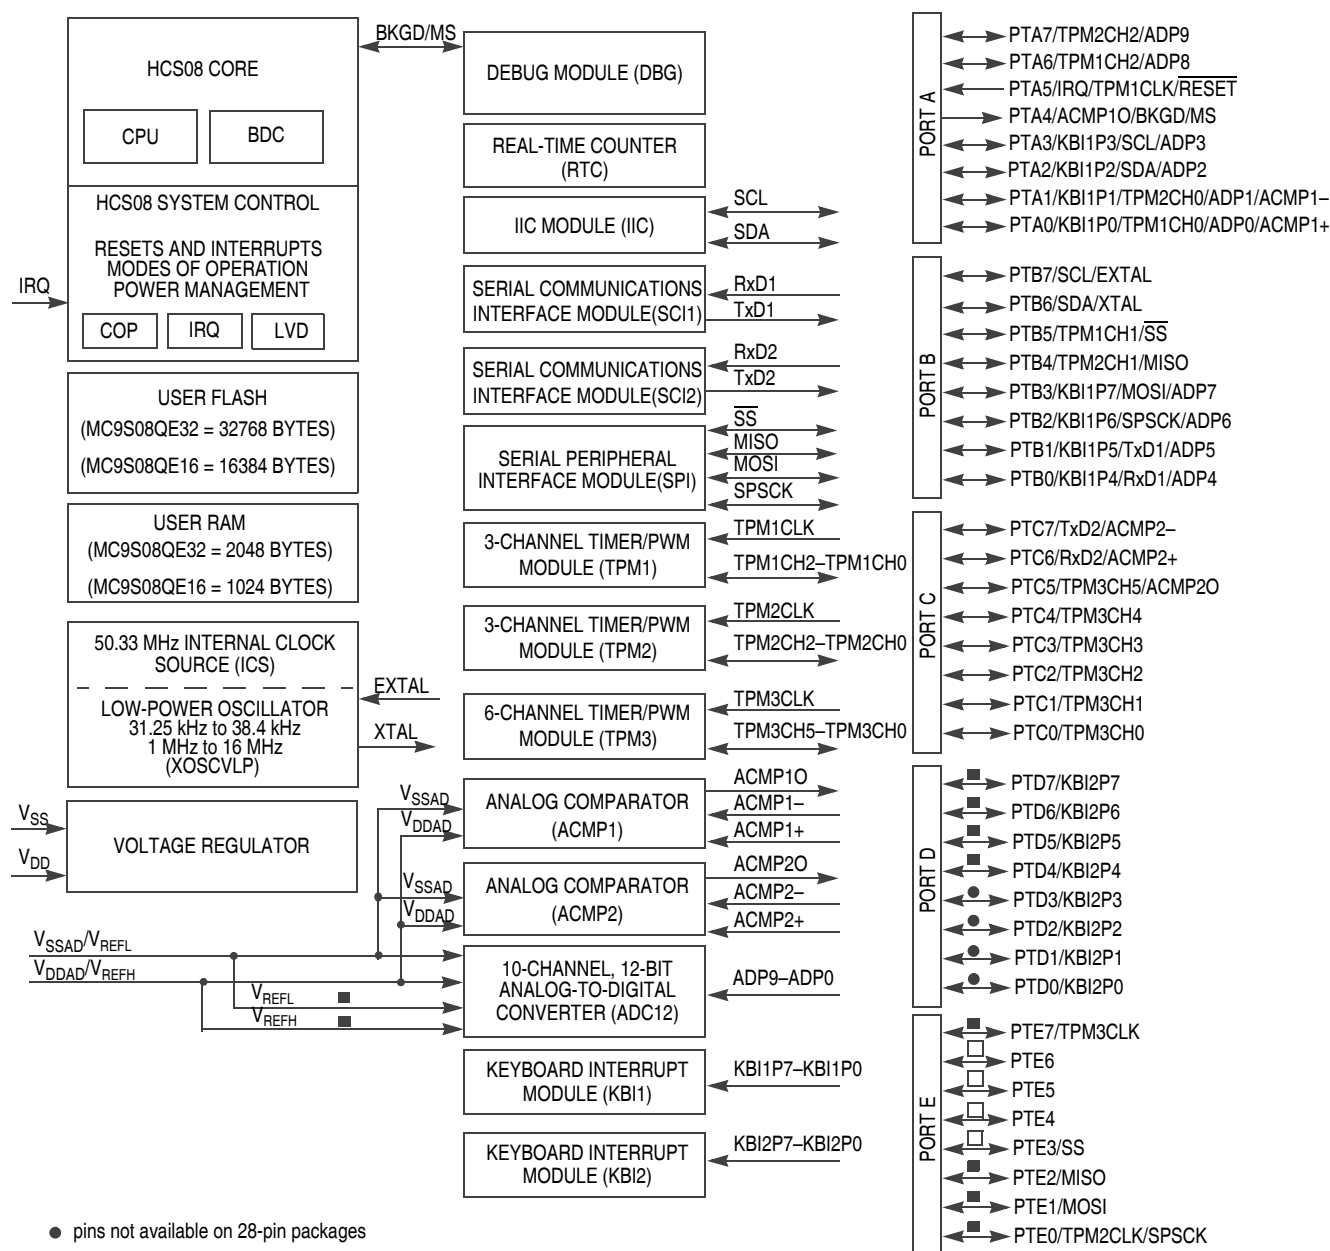 BKGD/MS
HCS08 CORE
CPU
BDC
HCS08 SYSTEM CONTROL
RESETS AND INTERRUPTS
MODES OF OPERATION
POWER MANAGEMENT
IRQ
COP
IRQ
LVD
USER FLASH
(MC9S08QE32 = 32768 BYTES)
(MC9S08QE16 = 16384 BYTES)
USER RAM
(MC9S08QE32 = 2048 BYTES)
(MC9S08QE16 = 1024 BYTES)
50.33 MHz INTERNAL CLOCK
SOURCE (ICS)
LOW-POWER OSCILLATOR
31.25 kHz to 38.4 kHz
1 MHz to 16 MHz
(XOSCVLP)
EXTAL
XTAL
VSS
VDD
VOLTAGE REGULATOR
VSSAD/VREFL
VDDAD/VREFH
VSSAD
VDDAD
VSSAD
VDDAD
VREFL
VREFH
DEBUG MODULE (DBG)
REAL-TIME COUNTER
(RTC)
IIC MODULE (IIC)
SCL
SDA
SERIAL COMMUNICATIONS
INTERFACE MODULE(SCI1)
RxD1
TxD1
SERIAL COMMUNICATIONS
INTERFACE MODULE(SCI2)
RxD2
TxD2
SERIAL PERIPHERAL
INTERFACE MODULE(SPI)
SS
MISO
MOSI
SPSCK
3-CHANNEL TIMER/PWM
MODULE (TPM1)
TPM1CLK
TPM1CH2–TPM1CH0
3-CHANNEL TIMER/PWM
MODULE (TPM2)
TPM2CLK
TPM2CH2–TPM2CH0
6-CHANNEL TIMER/PWM
MODULE (TPM3)
TPM3CLK
TPM3CH5–TPM3CH0
ANALOG COMPARATOR
(ACMP1)
ACMP1O
ACMP1–
ACMP1+
ANALOG COMPARATOR
(ACMP2)
ACMP2O
ACMP2–
ACMP2+
10-CHANNEL, 12-BIT
ANALOG-TO-DIGITAL
CONVERTER (ADC12)
ADP9–ADP0
KEYBOARD INTERRUPT
MODULE (KBI1)
KBI1P7–KBI1P0
KEYBOARD INTERRUPT
MODULE (KBI2)
KBI2P7–KBI2P0
PORT A
PTA7/TPM2CH2/ADP9
PTA6/TPM1CH2/ADP8
PTA5/IRQ/TPM1CLK/RESET
PTA4/ACMP1O/BKGD/MS
PTA3/KBI1P3/SCL/ADP3
PTA2/KBI1P2/SDA/ADP2
PTA1/KBI1P1/TPM2CH0/ADP1/ACMP1–
PTA0/KBI1P0/TPM1CH0/ADP0/ACMP1+
PORT B
PTB7/SCL/EXTAL
PTB6/SDA/XTAL
PTB5/TPM1CH1/SS
PTB4/TPM2CH1/MISO
PTB3/KBI1P7/MOSI/ADP7
PTB2/KBI1P6/SPSCK/ADP6
PTB1/KBI1P5/TxD1/ADP5
PTB0/KBI1P4/RxD1/ADP4
PORT C
PTC7/TxD2/ACMP2–
PTC6/RxD2/ACMP2+
PTC5/TPM3CH5/ACMP2O
PTC4/TPM3CH4
PTC3/TPM3CH3
PTC2/TPM3CH2
PTC1/TPM3CH1
PTC0/TPM3CH0
PORT D
PTD7/KBI2P7
PTD6/KBI2P6
PTD5/KBI2P5
PTD4/KBI2P4
PTD3/KBI2P3
PTD2/KBI2P2
PTD1/KBI2P1
PTD0/KBI2P0
PORT E
PTE7/TPM3CLK
PTE6
PTE5
PTE4
PTE3/SS
PTE2/MISO
PTE1/MOSI
PTE0/TPM2CLK/SPSCK
● pins not available on 28-pin packages